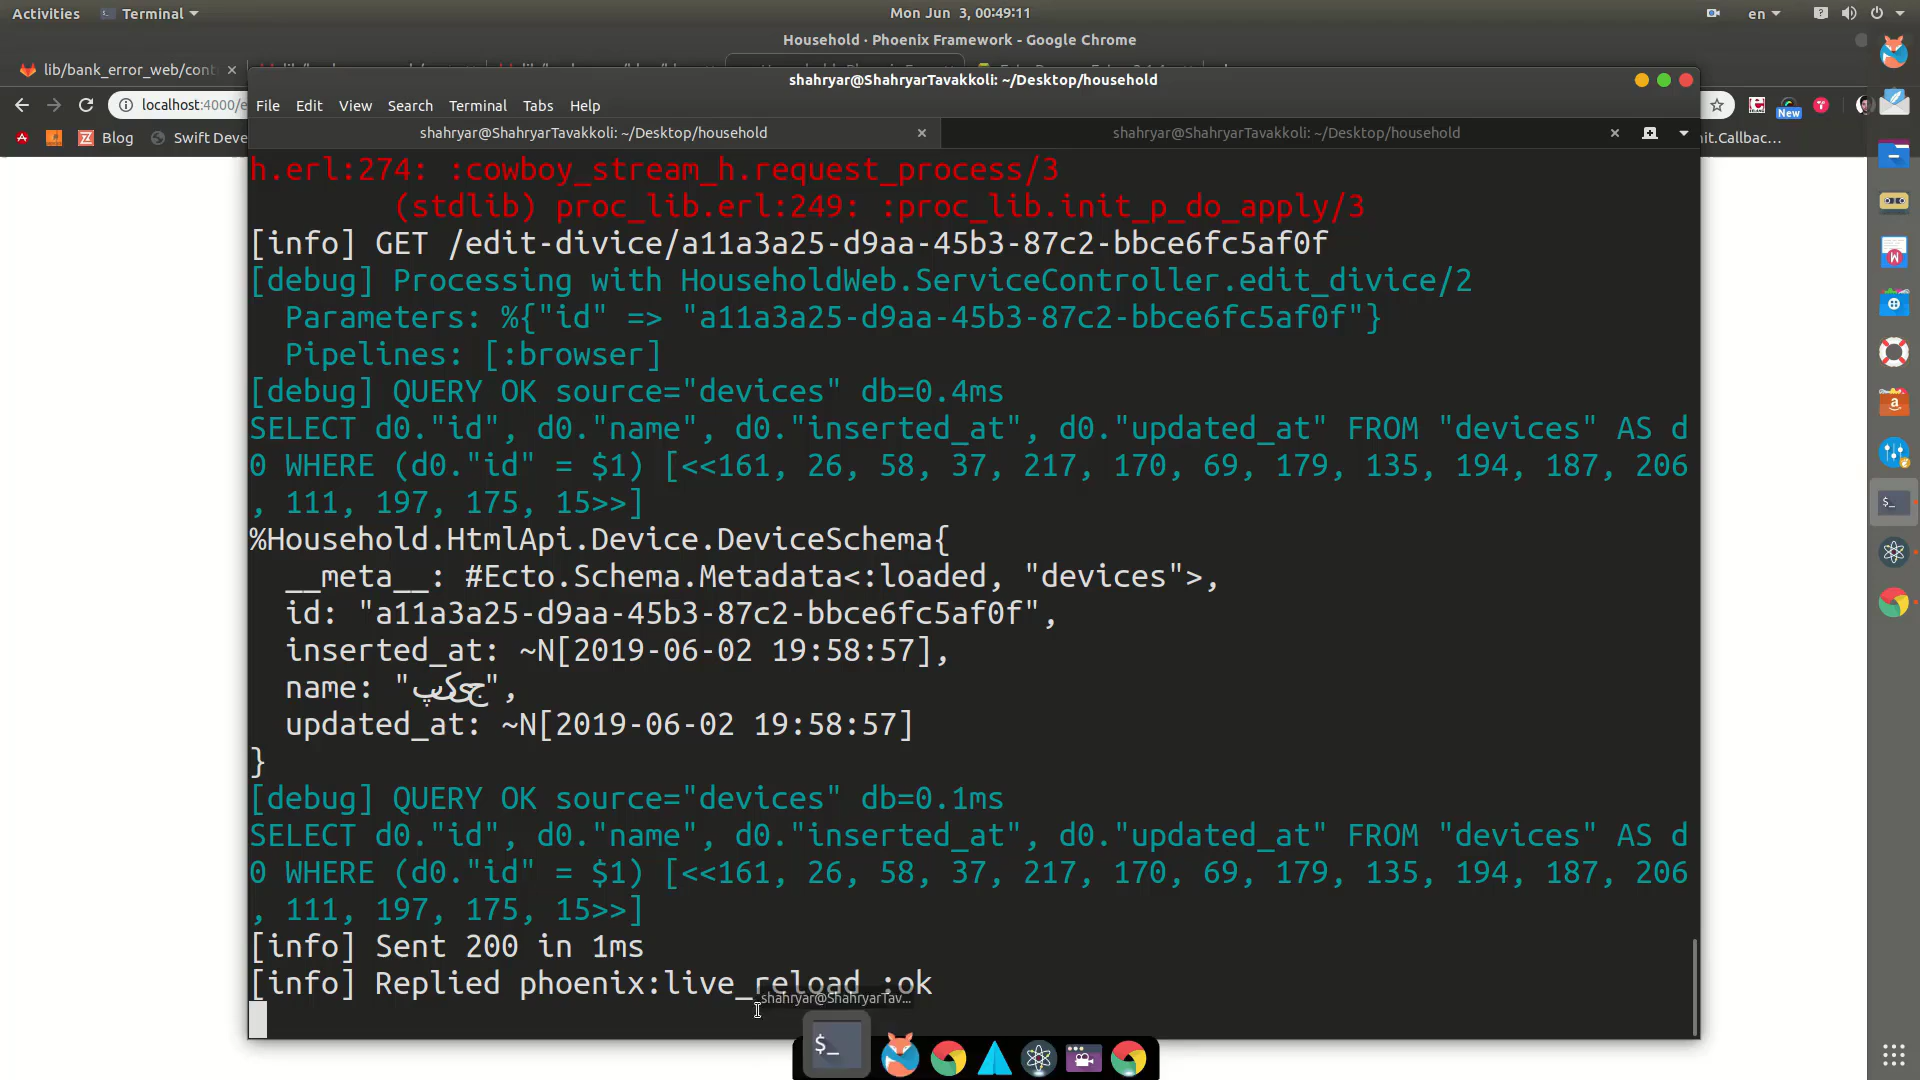 Activities
Terminal
Mon Jun 3, 00:49:11
en
Household · Phoenix Framework - Google Chrome
lib/bank_error_web/cont
shahryar@ShahryarTavakkoli: ~/Desktop/household
localhost:4000/e
File Edit View Search Terminal Tabs Help
New
Blog
Swift Deve
shahryar@ShahryarTavakkoli: ~/Desktop/household
shahryar@ShahryarTavakkoli: ~/Desktop/household
nit.Callbac...
h.erl:274: :cowboy_stream_h.request_process/3
(stdlib) proc_lib.erl:249: :proc_lib.init_p_do_apply/3
[info] GET /edit-divice/a11a3a25-d9aa-45b3-87c2-bbce6fc5af0f
[debug] Processing with HouseholdWeb.ServiceController.edit_divice/2
Parameters: %{"id" => "a11a3a25-d9aa-45b3-87c2-bbce6fc5af0f"}
Pipelines: [:browser]
[debug] QUERY OK source="devices" db=0.4ms
SELECT d0."id", d0."name", d0."inserted_at", d0."updated_at" FROM "devices" AS d
0 WHERE (d0."id" = $1) [<<161, 26, 58, 37, 217, 170, 69, 179, 135, 194, 187, 206
, 111, 197, 175, 15>>]
%Household.HtmlApi.Device.DeviceSchema{
__meta__: #Ecto.Schema.Metadata<:loaded, "devices">,
id: "a11a3a25-d9aa-45b3-87c2-bbce6fc5af0f",
inserted_at: ~N[2019-06-02 19:58:57],
name: "جیکپ",
updated_at: ~N[2019-06-02 19:58:57]
}
[debug] QUERY OK source="devices" db=0.1ms
SELECT d0."id", d0."name", d0."inserted_at", d0."updated_at" FROM "devices" AS d
0 WHERE (d0."id" = $1) [<<161, 26, 58, 37, 217, 170, 69, 179, 135, 194, 187, 206
, 111, 197, 175, 15>>]
[info] Sent 200 in 1ms
[info] Replied phoenix:live_reload :ok
shahryar@ShahryarTav...